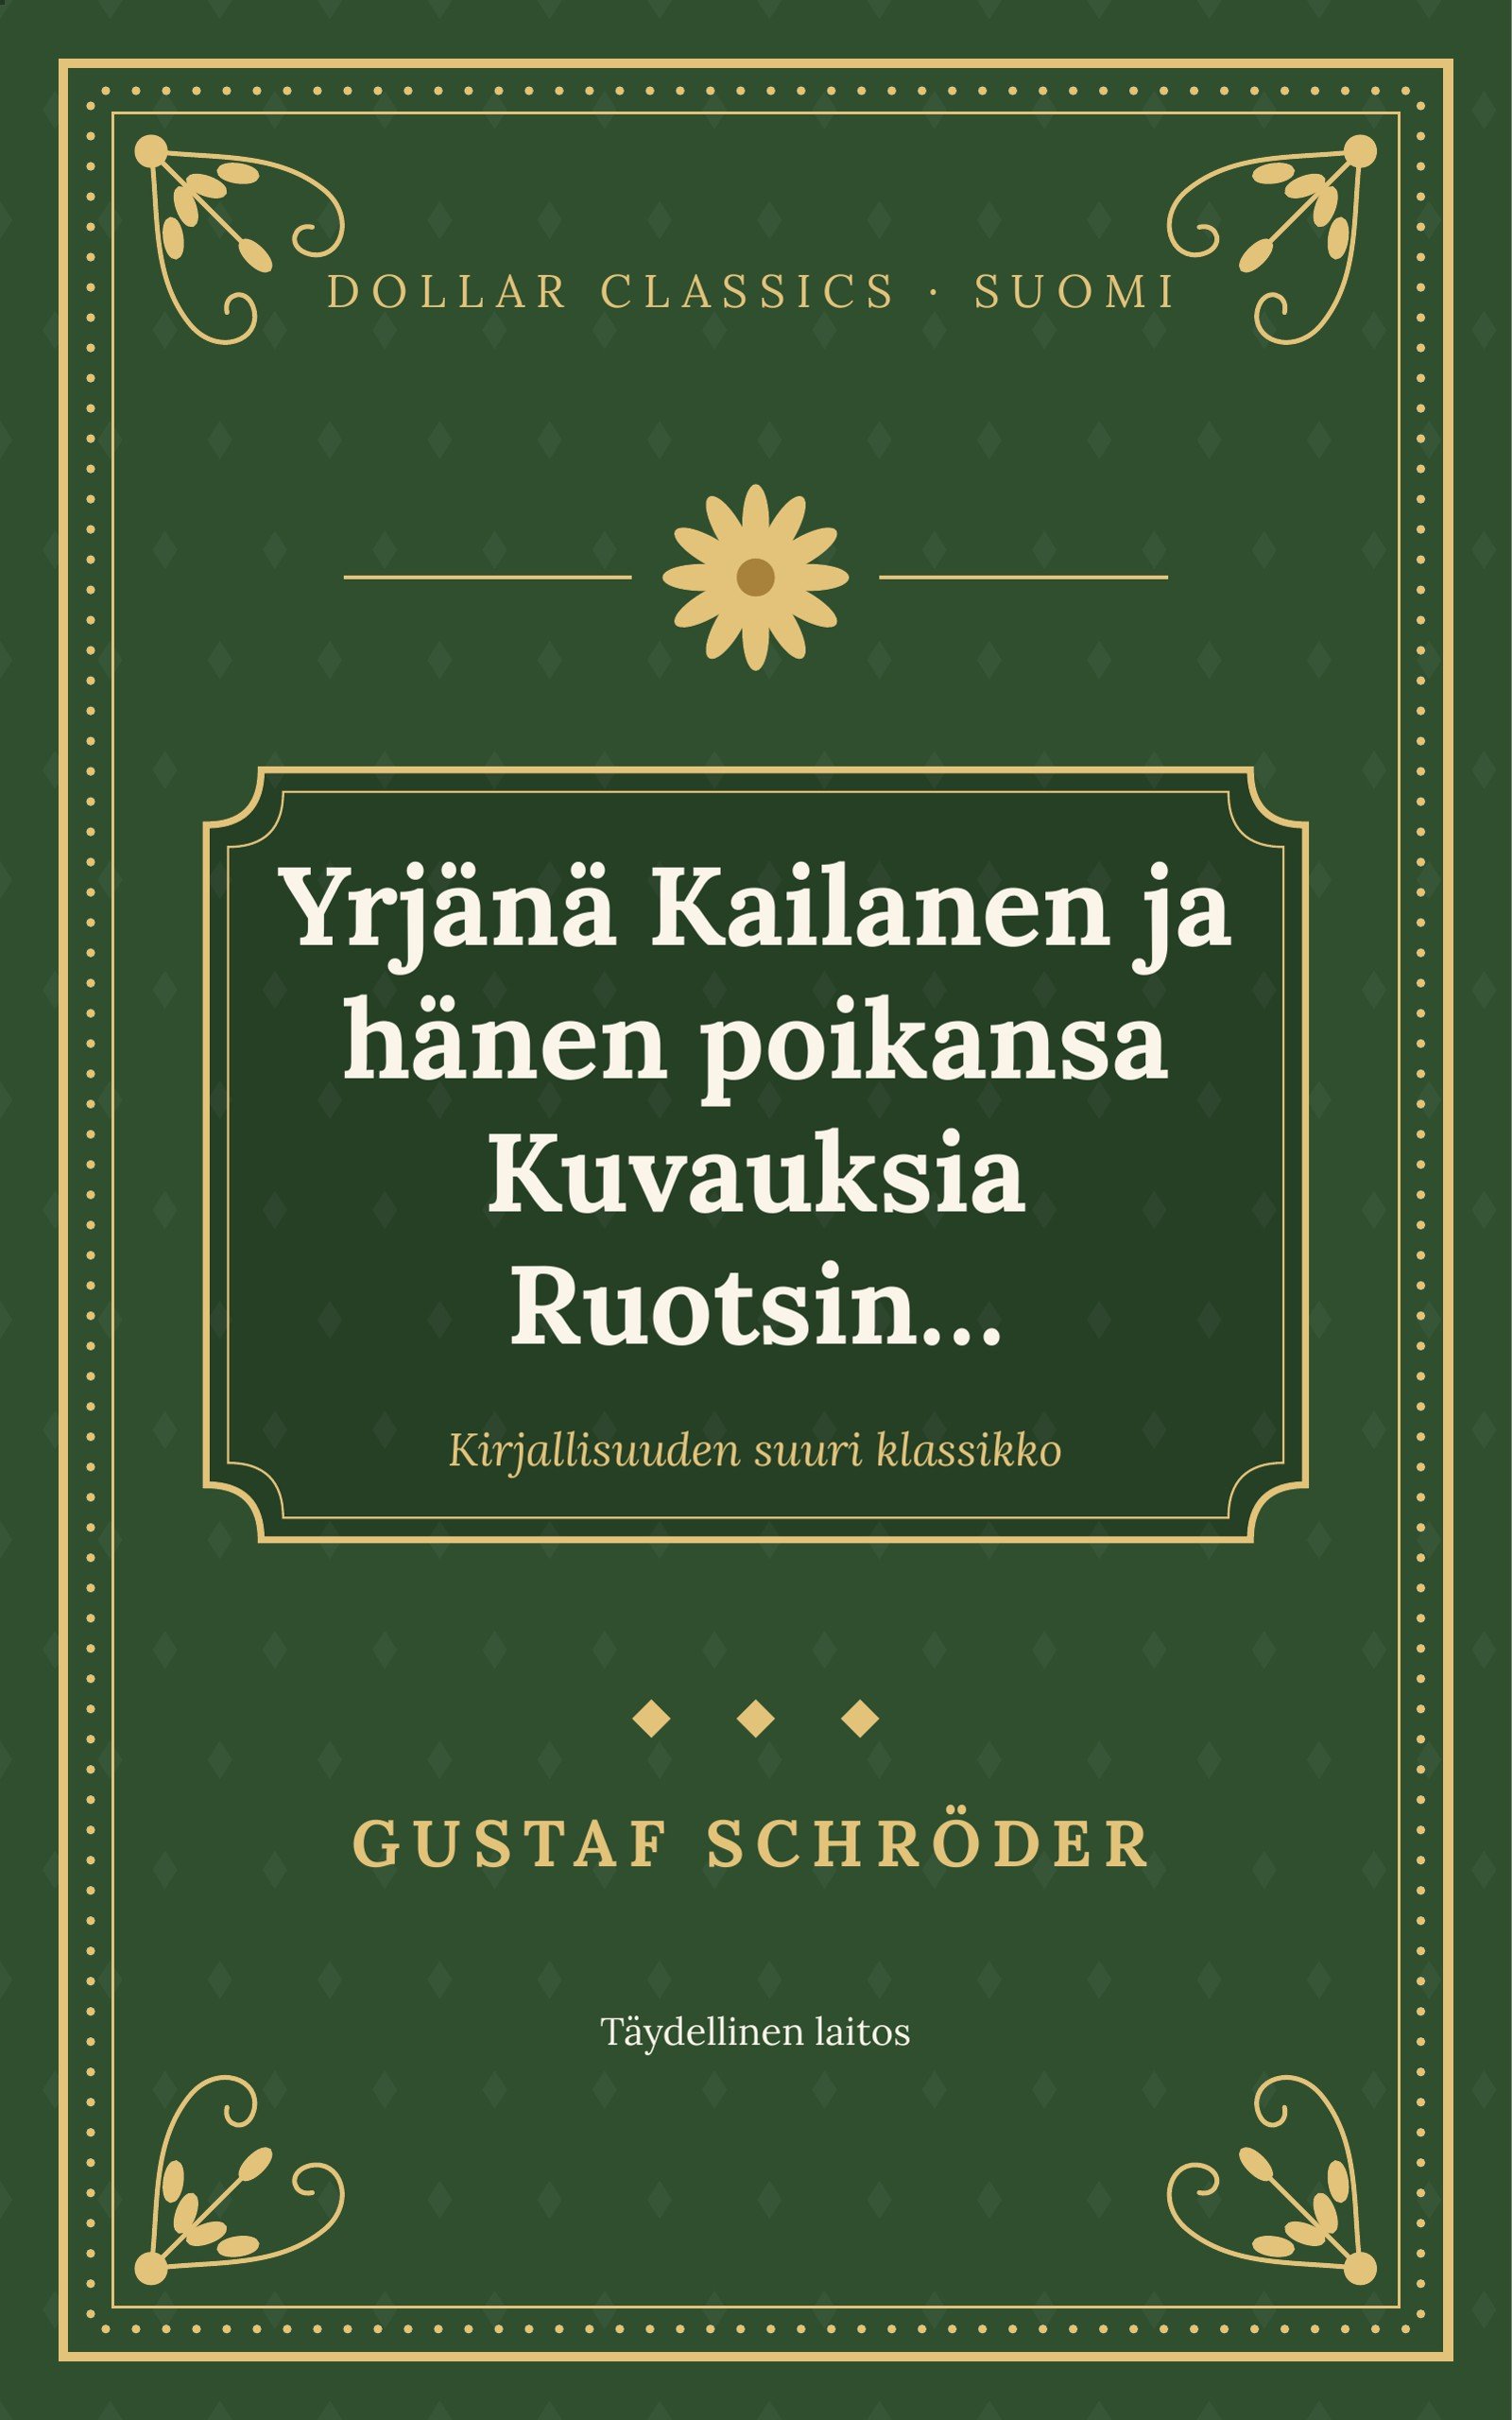 DOLLAR CLASSICS · SUOMI
Yrjänä Kailanen ja
hänen poikansa
Kuvauksia
Ruotsin...
Kirjallisuuden suuri klassikko
GUSTAF SCHRÖDER
Täydellinen laitos